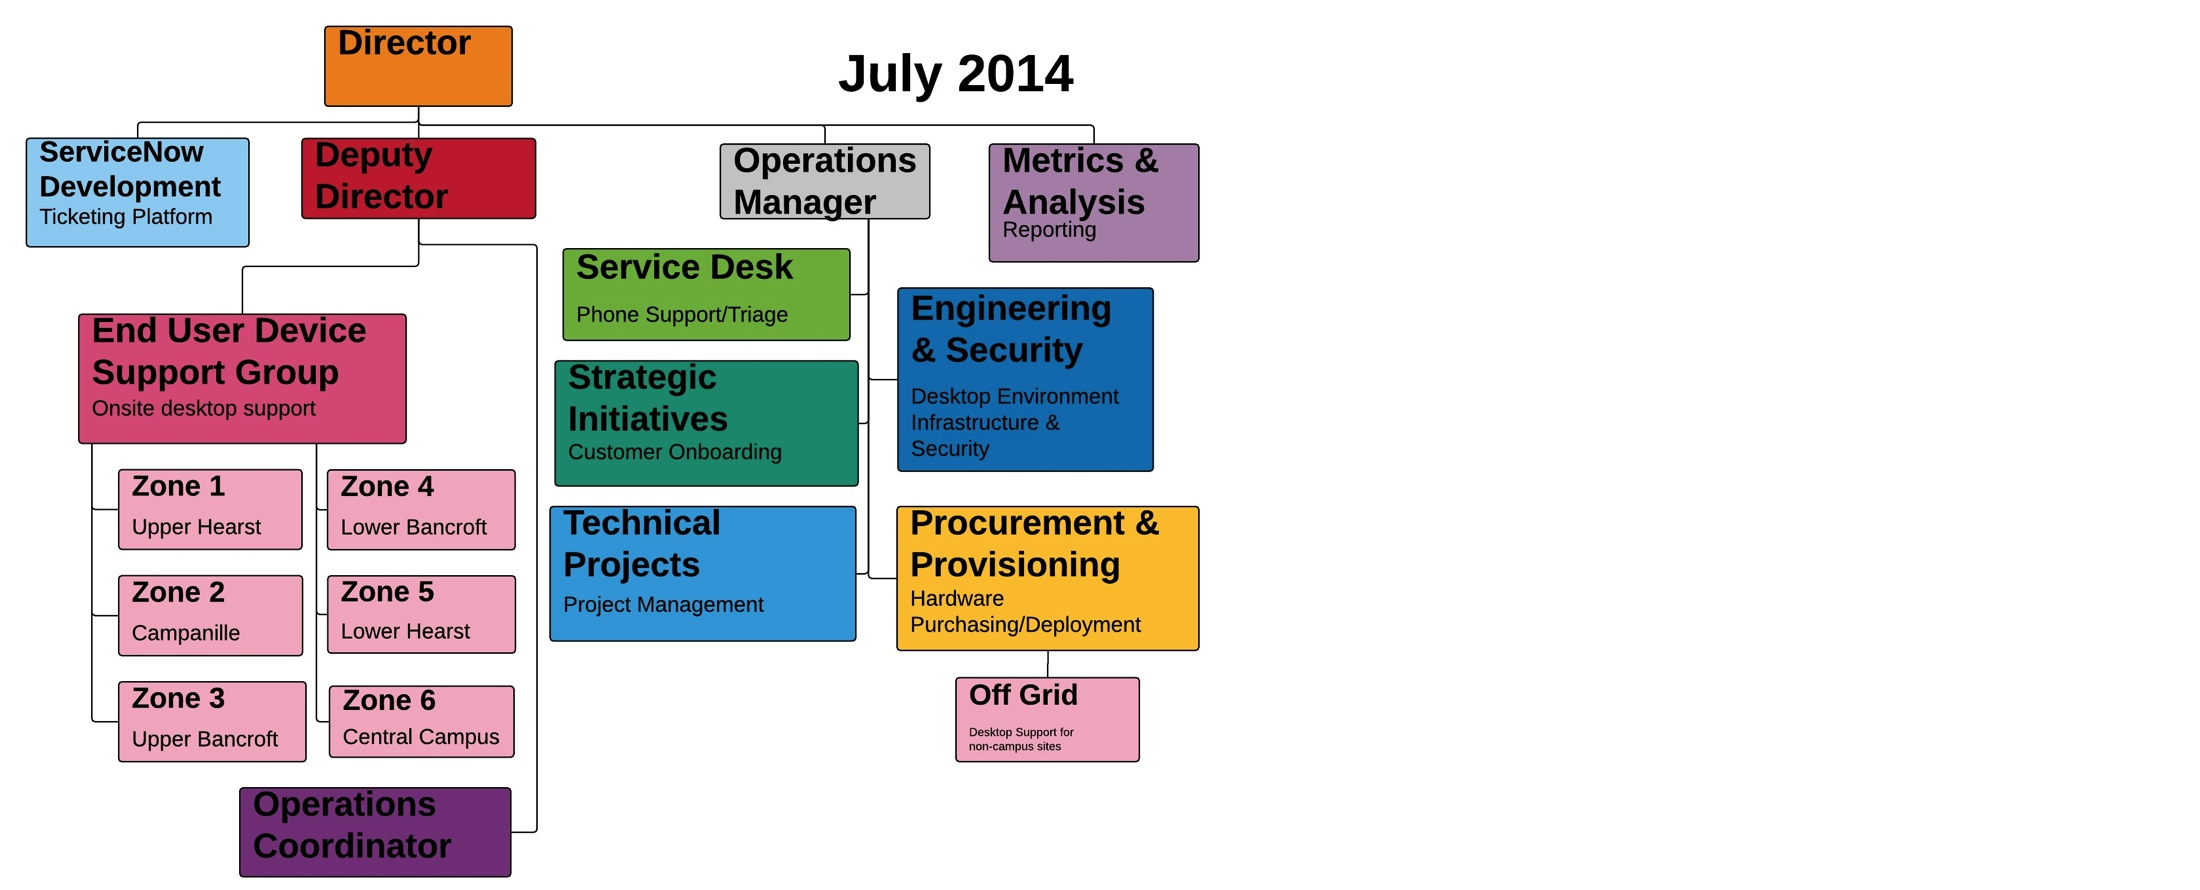 Director
July 2014
ServiceNow
Development
Ticketing Platform
Deputy
Director
Operations
Manager
Metrics &
Analysis
Reporting
Service Desk
Phone Support/Triage
Engineering
& Security
Desktop Environment
Infrastructure &
Security
End User Device
Support Group
Onsite desktop support
Strategic
Initiatives
Customer Onboarding
Zone 1
Upper Hearst
Zone 4
Lower Bancroft
Technical
Projects
Project Management
Procurement &
Provisioning
Hardware
Purchasing/Deployment
Zone 2
Campanille
Zone 5
Lower Hearst
Zone 3
Upper Bancroft
Zone 6
Central Campus
Off Grid
Desktop Support for
non-campus sites
Operations
Coordinator